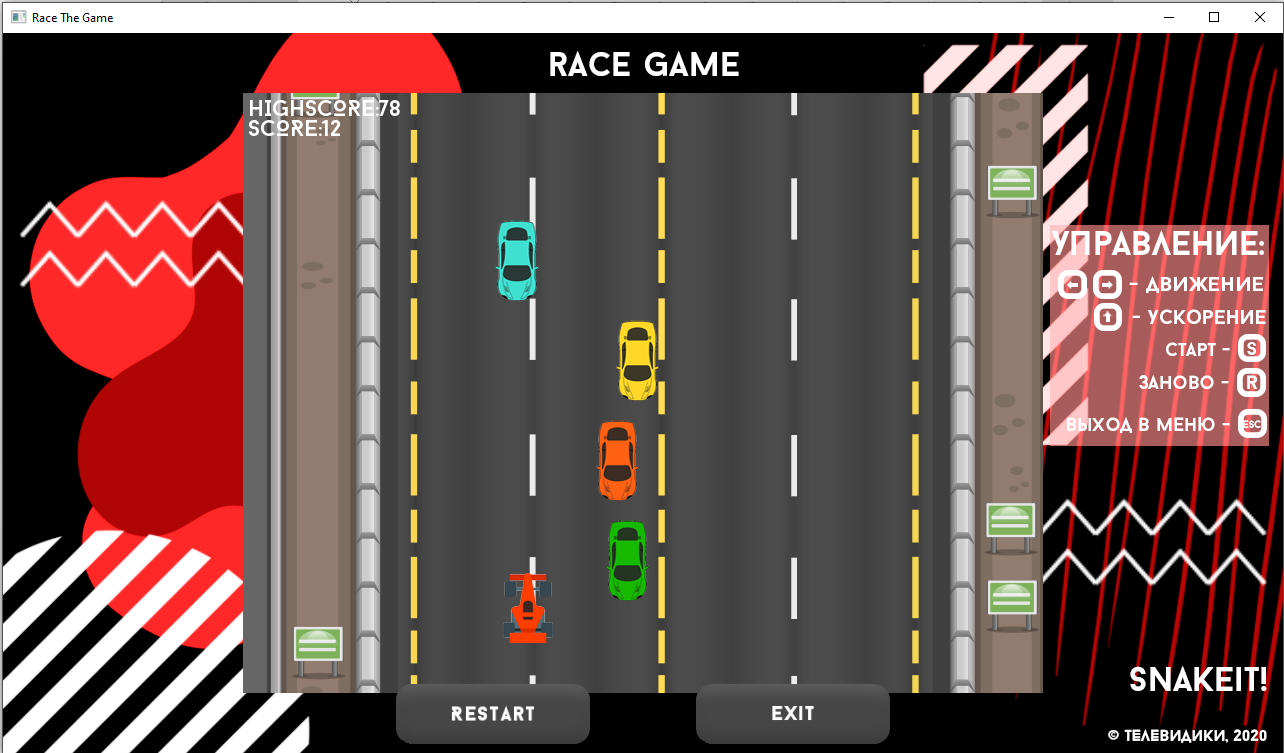 Race The Game
RACE GAME
HIGHSCORE:78
SCORE:12
УПРАВЛЕНИЕ:
← → - ДВИЖЕНИЕ
↑ - УСКОРЕНИЕ
СТАРТ - S
ЗАНОВО - R
ВЫХОД В МЕНЮ - ESC
RESTART
EXIT
SNAKEIT!
© ТЕЛЕВИДИКИ, 2020